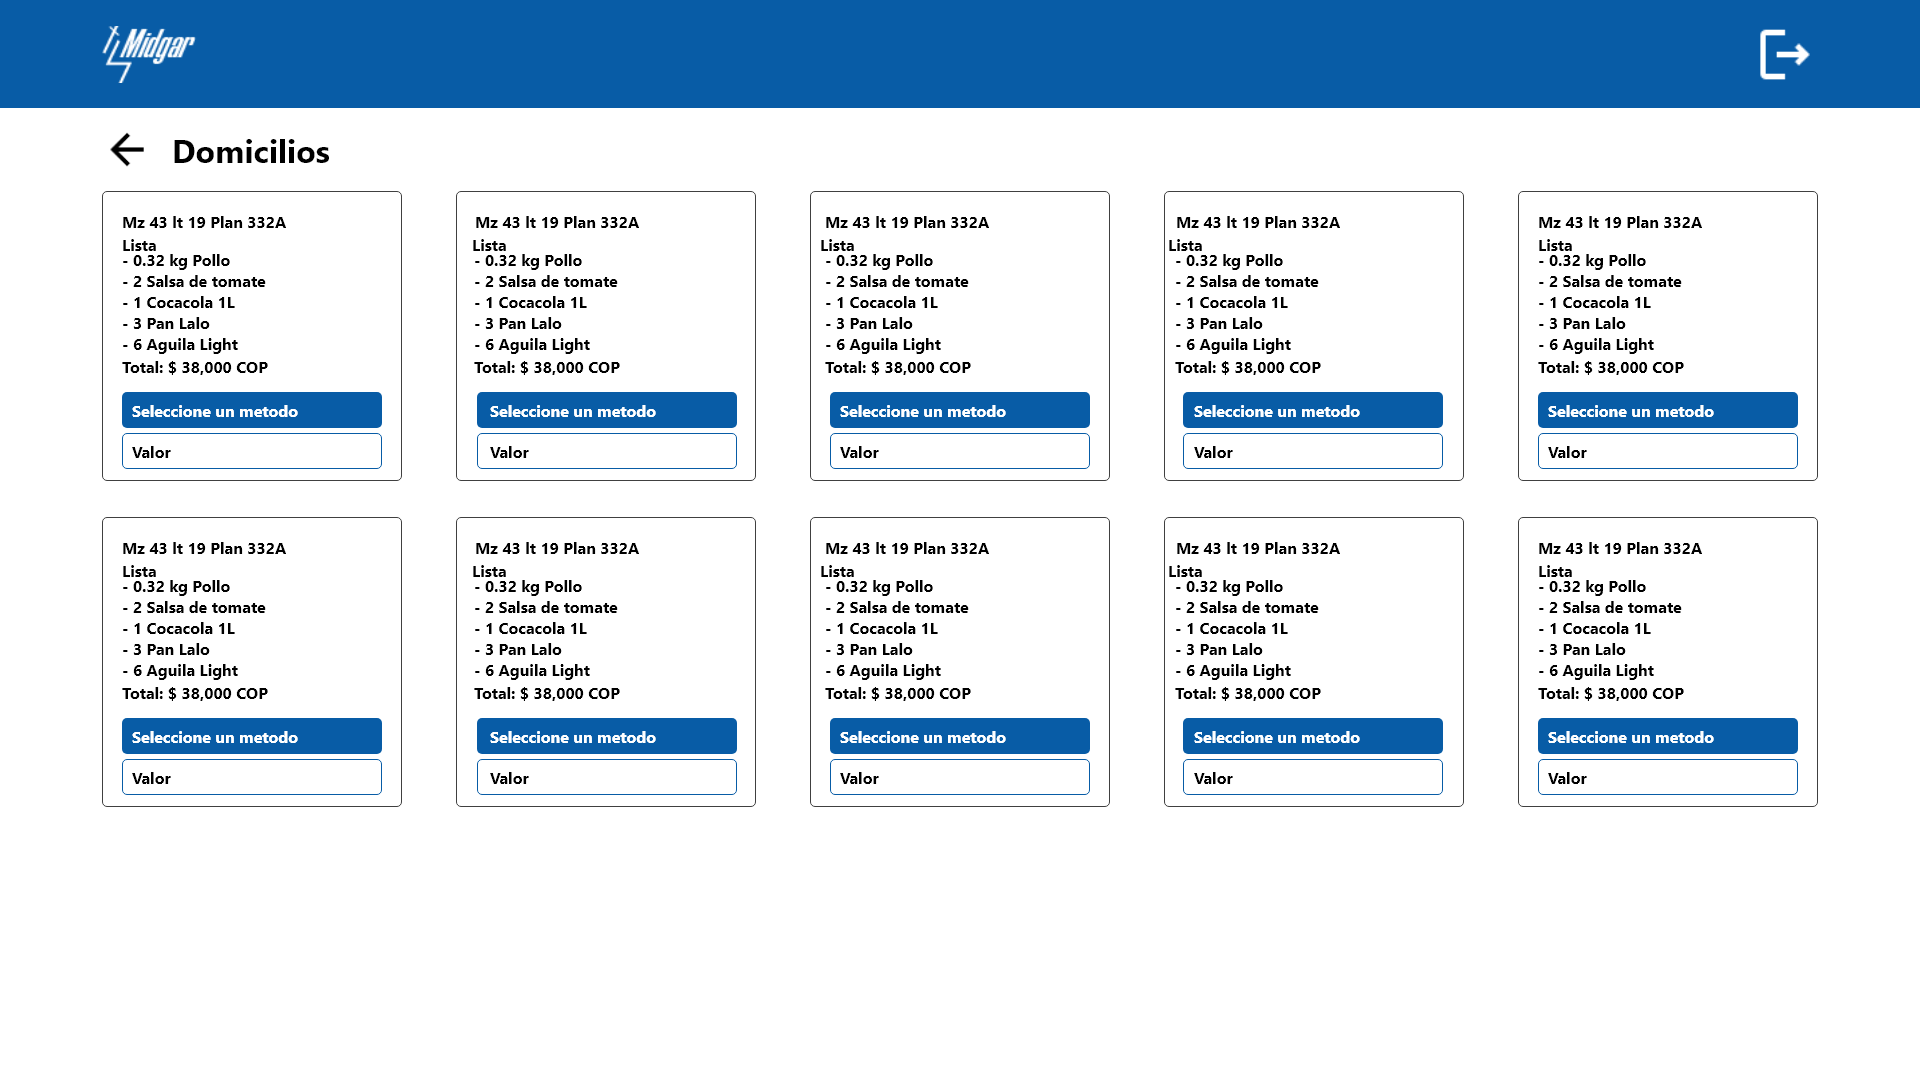 Midgar
Domicilios
Mz 43 lt 19 Plan 332A
Lista
- 0.32 kg Pollo
- 2 Salsa de tomate
- 1 Cocacola 1L
- 3 Pan Lalo
- 6 Aguila Light
Total: $ 38,000 COP
Seleccione un metodo
Valor
Mz 43 lt 19 Plan 332A
Lista
- 0.32 kg Pollo
- 2 Salsa de tomate
- 1 Cocacola 1L
- 3 Pan Lalo
- 6 Aguila Light
Total: $ 38,000 COP
Seleccione un metodo
Valor
Mz 43 lt 19 Plan 332A
Lista
- 0.32 kg Pollo
- 2 Salsa de tomate
- 1 Cocacola 1L
- 3 Pan Lalo
- 6 Aguila Light
Total: $ 38,000 COP
Seleccione un metodo
Valor
Mz 43 lt 19 Plan 332A
Lista
- 0.32 kg Pollo
- 2 Salsa de tomate
- 1 Cocacola 1L
- 3 Pan Lalo
- 6 Aguila Light
Total: $ 38,000 COP
Seleccione un metodo
Valor
Mz 43 lt 19 Plan 332A
Lista
- 0.32 kg Pollo
- 2 Salsa de tomate
- 1 Cocacola 1L
- 3 Pan Lalo
- 6 Aguila Light
Total: $ 38,000 COP
Seleccione un metodo
Valor
Mz 43 lt 19 Plan 332A
Lista
- 0.32 kg Pollo
- 2 Salsa de tomate
- 1 Cocacola 1L
- 3 Pan Lalo
- 6 Aguila Light
Total: $ 38,000 COP
Seleccione un metodo
Valor
Mz 43 lt 19 Plan 332A
Lista
- 0.32 kg Pollo
- 2 Salsa de tomate
- 1 Cocacola 1L
- 3 Pan Lalo
- 6 Aguila Light
Total: $ 38,000 COP
Seleccione un metodo
Valor
Mz 43 lt 19 Plan 332A
Lista
- 0.32 kg Pollo
- 2 Salsa de tomate
- 1 Cocacola 1L
- 3 Pan Lalo
- 6 Aguila Light
Total: $ 38,000 COP
Seleccione un metodo
Valor
Mz 43 lt 19 Plan 332A
Lista
- 0.32 kg Pollo
- 2 Salsa de tomate
- 1 Cocacola 1L
- 3 Pan Lalo
- 6 Aguila Light
Total: $ 38,000 COP
Seleccione un metodo
Valor
Mz 43 lt 19 Plan 332A
Lista
- 0.32 kg Pollo
- 2 Salsa de tomate
- 1 Cocacola 1L
- 3 Pan Lalo
- 6 Aguila Light
Total: $ 38,000 COP
Seleccione un metodo
Valor